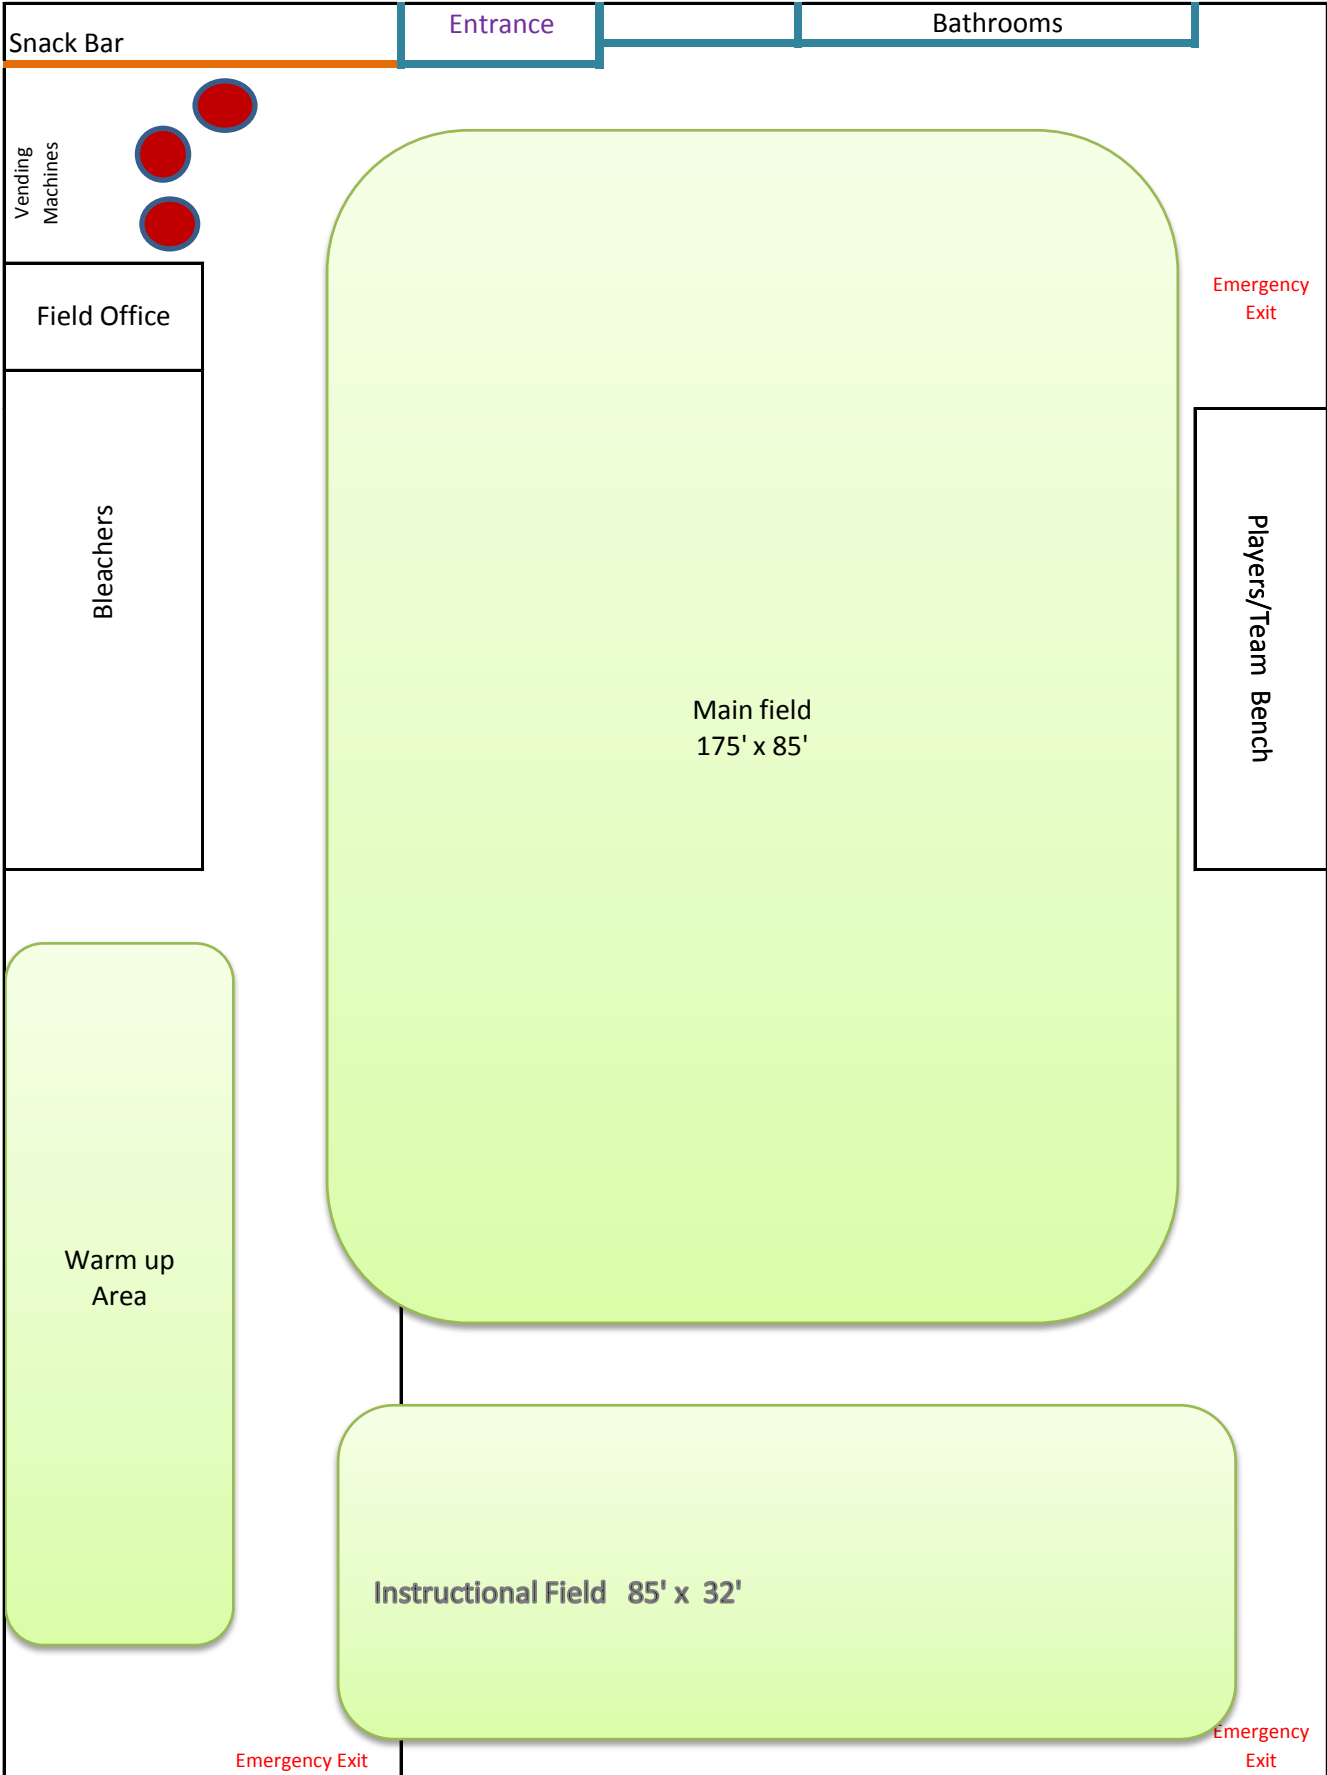 Entrance
Bathrooms
Snack Bar
Vending
Machines
Field Office
Emergency
Exit
Bleachers
Players/Team Bench
Main field
175' x 85'
Warm up
Area
Instructional Field 85' x 32'
Emergency Exit
Emergency
Exit